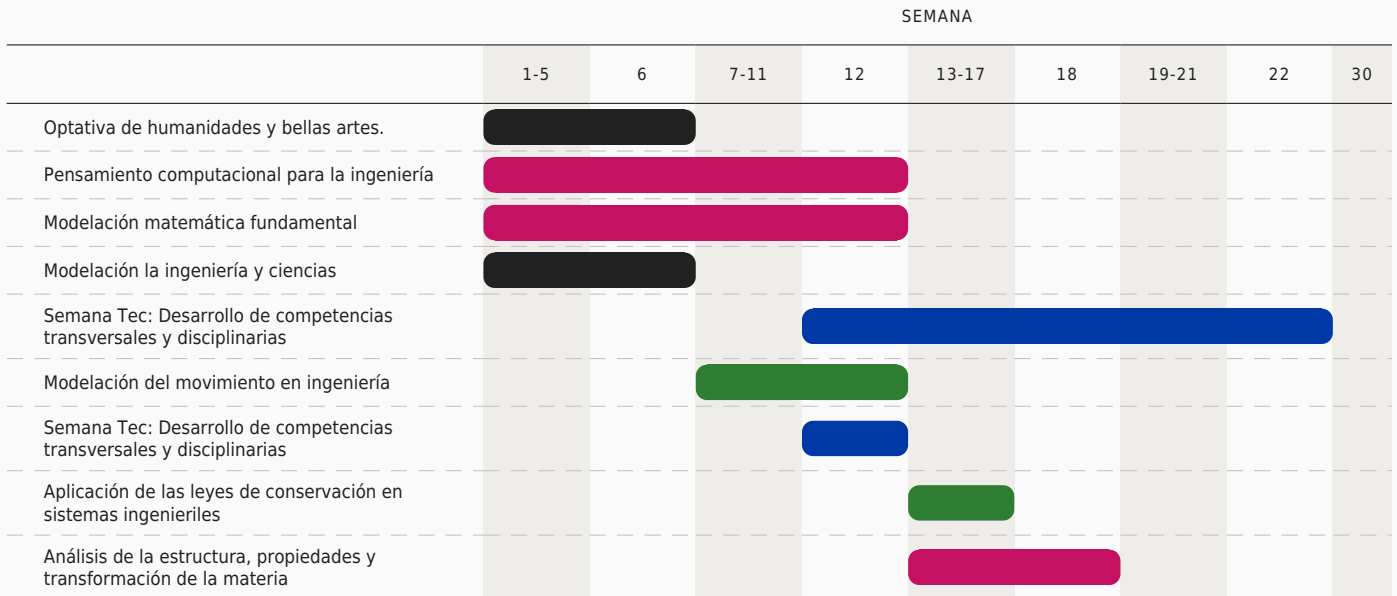 SEMANA
1-5 6 7-11 12 13-17 18 19-21 22 30
Optativa de humanidades y bellas artes.
Pensamiento computacional para la ingeniería
Modelación matemática fundamental
Modelación la ingeniería y ciencias
Semana Tec: Desarrollo de competencias
transversales y disciplinarias
Modelación del movimiento en ingeniería
Semana Tec: Desarrollo de competencias
transversales y disciplinarias
Aplicación de las leyes de conservación en
sistemas ingenieriles
Análisis de la estructura, propiedades y
transformación de la materia